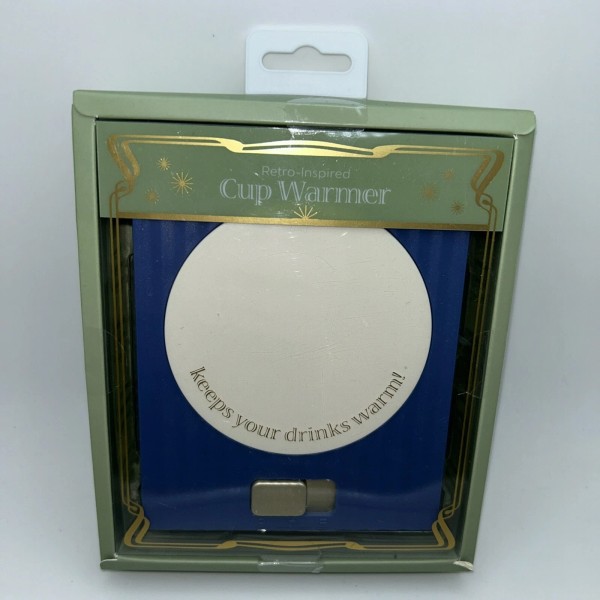 Retro-Inspired
Cup Warmer
keeps your drinks warm!